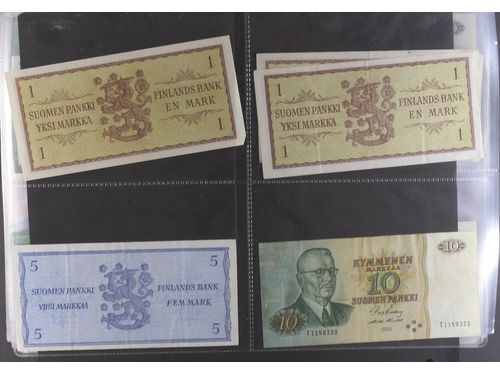 1 1
SUOMEN PANKKI FINLANDS BANK
YKSI MARKKA EN MARK
1 1
1 1
SUOMEN PANKKI FINLANDS BANK
YKSI MARKKA EN MARK
1 1
5 5
SUOMEN PANKKI FINLANDS BANK
VIISI MARKKAA FEM MARK
5 5
KYMMENEN 10
MARKKAA
10
SUOMEN PANKKI
10
T1198322 T1198322